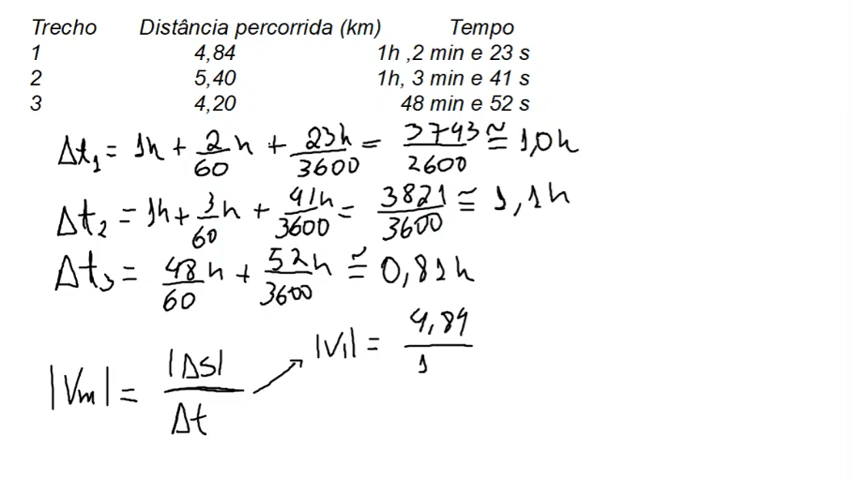 Trecho Distância percorrida (km) Tempo
1 4,84 1h ,2 min e 23 s
2 5,40 1h, 3 min e 41 s
3 4,20 48 min e 52 s
Δt₁ = 1h + 2/60 h + 23h/3600 = 3743/2600 ≅ 1,0h
Δt₂ = 1h + 3/60 h + 41h/3600 = 3821/3600 ≅ 1,1h
Δt₃ = 48/60 h + 52h/3600 ≅ 0,81h
|Vm| = |ΔS|/Δt → |V₁| = 4,84/1